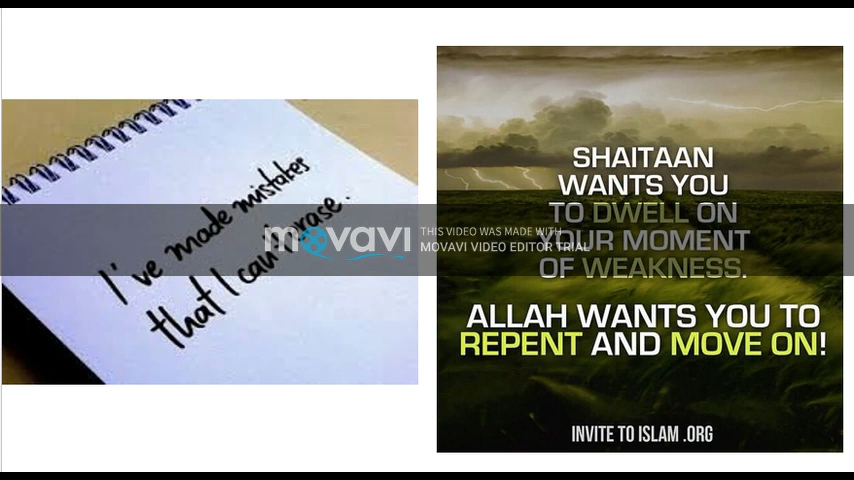 I've made mistakes
that I can't erase.
SHAITAAN
WANTS YOU
TO DWELL ON
YOUR MOMENT
OF WEAKNESS.
ALLAH WANTS YOU TO
REPENT AND MOVE ON!
INVITE TO ISLAM .ORG
movavi
THIS VIDEO WAS MADE WITH
MOVAVI VIDEO EDITOR TRIAL